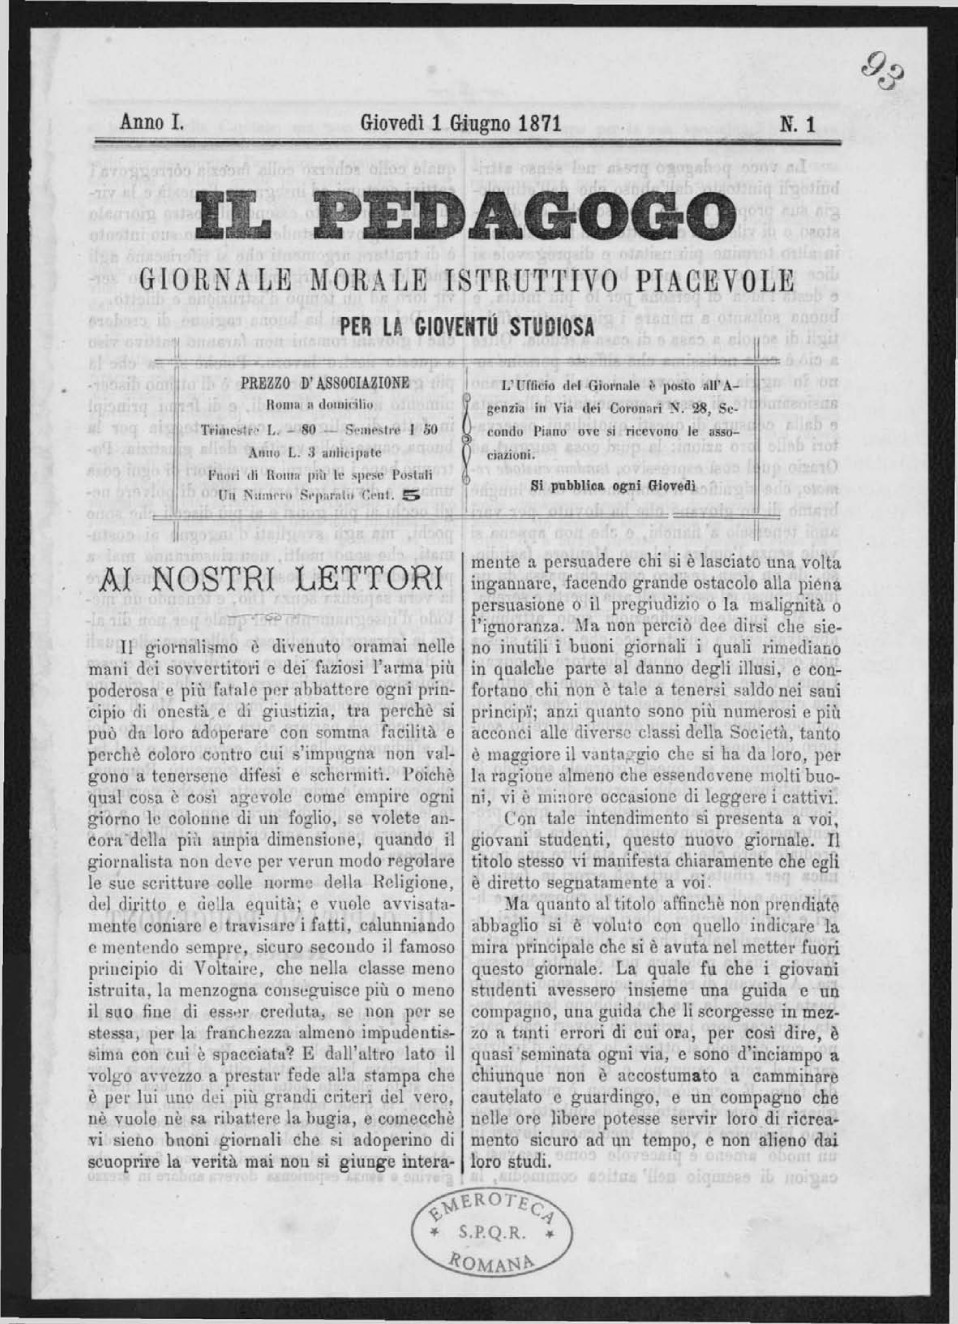 93
Anno I. Giovedì 1 Giugno 1871 N. 1
IL PEDAGOGO
GIORNALE MORALE ISTRUTTIVO PIACEVOLE
PER LA GIOVENTÚ STUDIOSA
PREZZO D'ASSOCIAZIONE
Roma a domicilio
Trimestre L. – 80 — Semestre 1 50
Anno L. 3 anticipate
Fuori di Roma più le spese Postali
Un Numero Separato Cent. 5
L'Ufficio del Giornale è posto all'A-
genzia in Via dei Coronari N. 28, Se-
condo Piano ove si ricevono le asso-
ciazioni.
Si pubblica ogni Giovedì
AI NOSTRI LETTORI
Il giornalismo è divenuto oramai nelle
mani dei sovvertitori e dei faziosi l'arma più
poderosa e più fatale per abbattere ogni prin-
cipio di onestà e di giustizia, tra perchè si
può da loro adoperare con somma facilità e
perchè coloro contro cui s'impugna non val-
gono a tenersene difesi e schermiti. Poichè
qual cosa è così agevole come empire ogni
giorno le colonne di un foglio, se volete an-
cora della più ampia dimensione, quando il
giornalista non deve per verun modo regolare
le sue scritture colle norme della Religione,
del diritto e della equità; e vuole avvisata-
mente coniare e travisare i fatti, calunniando
e mentendo sempre, sicuro secondo il famoso
principio di Voltaire, che nella classe meno
istruita, la menzogna conseguisce più o meno
il suo fine di esser creduta, se non per se
stessa, per la franchezza almeno impudentis-
sima con cui è spacciata? E dall'altro lato il
volgo avvezzo a prestar fede alla stampa che
è per lui uno dei più grandi criteri del vero,
nè vuole nè sa ribattere la bugia, e comecchè
vi sieno buoni giornali che si adoperino di
scuoprire la verità mai non si giunge intera-
mente a persuadere chi si è lasciato una volta
ingannare, facendo grande ostacolo alla piena
persuasione o il pregiudizio o la malignità o
l'ignoranza. Ma non perciò dee dirsi che sie-
no inutili i buoni giornali i quali rimediano
in qualche parte al danno degli illusi, e con-
fortano chi non è tale a tenersi saldo nei sani
principï; anzi quanto sono più numerosi e più
acconci alle diverse classi della Società, tanto
è maggiore il vantaggio che si ha da loro, per
la ragione almeno che essendovene molti buo-
ni, vi è minore occasione di leggere i cattivi.
Con tale intendimento si presenta a voi,
giovani studenti, questo nuovo giornale. Il
titolo stesso vi manifesta chiaramente che egli
è diretto segnatamente a voi.
Ma quanto al titolo affinchè non prendiate
abbaglio si è voluto con quello indicare la
mira principale che si è avuta nel metter fuori
questo giornale. La quale fu che i giovani
studenti avessero insieme una guida e un
compagno, una guida che li scorgesse in mez-
zo a tanti errori di cui ora, per così dire, è
quasi seminata ogni via, e sono d'inciampo a
chiunque non è accostumato a camminare
cautelato e guardingo, e un compagno che
nelle ore libere potesse servir loro di ricrea-
mento sicuro ad un tempo, e non alieno dai
loro studi.
EMEROTECA
* S.P.Q.R. *
ROMANA